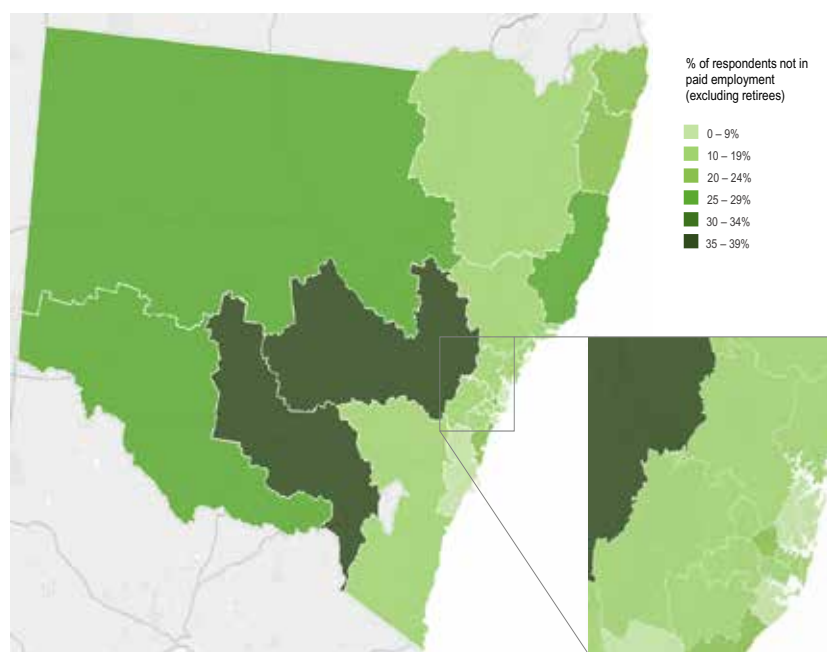 % of respondents not in
paid employment
(excluding retirees)
0 – 9%
10 – 19%
20 – 24%
25 – 29%
30 – 34%
35 – 39%